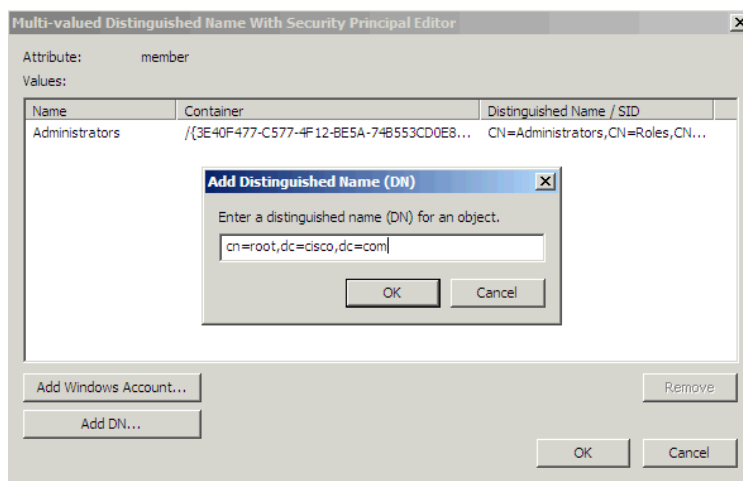 Multi-valued Distinguished Name With Security Principal Editor
Attribute: member
Values:
Name Container Distinguished Name / SID
Administrators /{3E40F477-C577-4F12-BE5A-74B553CD0E8... CN=Administrators,CN=Roles,CN...
Add Distinguished Name (DN)
Enter a distinguished name (DN) for an object.
cn=root,dc=cisco,dc=com
OK Cancel
Add Windows Account... Remove
Add DN...
OK Cancel